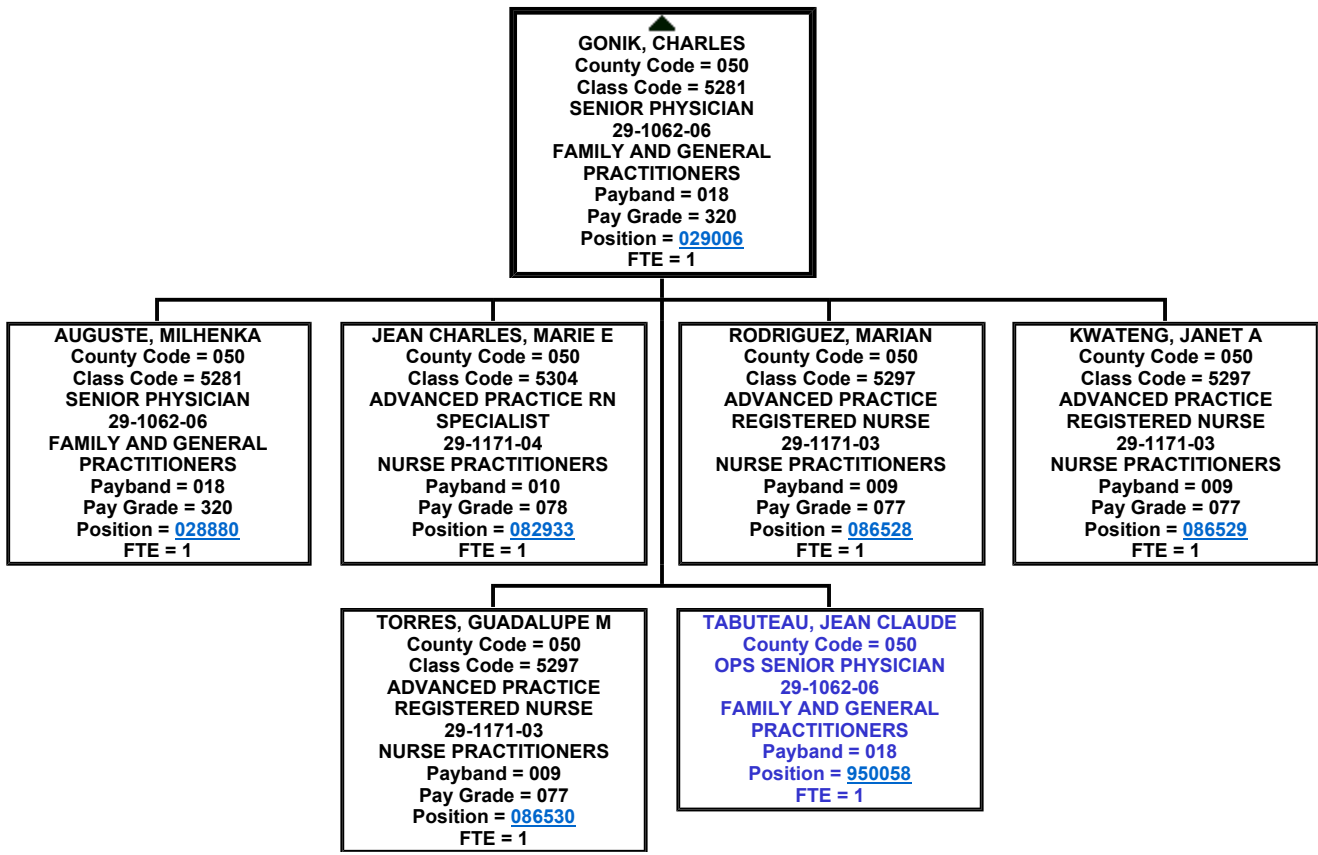 GONIK, CHARLES
County Code = 050
Class Code = 5281
SENIOR PHYSICIAN
29-1062-06
FAMILY AND GENERAL
PRACTITIONERS
Payband = 018
Pay Grade = 320
Position = 029006
FTE = 1
AUGUSTE, MILHENKA
County Code = 050
Class Code = 5281
SENIOR PHYSICIAN
29-1062-06
FAMILY AND GENERAL
PRACTITIONERS
Payband = 018
Pay Grade = 320
Position = 028880
FTE = 1
JEAN CHARLES, MARIE E
County Code = 050
Class Code = 5304
ADVANCED PRACTICE RN
SPECIALIST
29-1171-04
NURSE PRACTITIONERS
Payband = 010
Pay Grade = 078
Position = 082933
FTE = 1
RODRIGUEZ, MARIAN
County Code = 050
Class Code = 5297
ADVANCED PRACTICE
REGISTERED NURSE
29-1171-03
NURSE PRACTITIONERS
Payband = 009
Pay Grade = 077
Position = 086528
FTE = 1
KWATENG, JANET A
County Code = 050
Class Code = 5297
ADVANCED PRACTICE
REGISTERED NURSE
29-1171-03
NURSE PRACTITIONERS
Payband = 009
Pay Grade = 077
Position = 086529
FTE = 1
TORRES, GUADALUPE M
County Code = 050
Class Code = 5297
ADVANCED PRACTICE
REGISTERED NURSE
29-1171-03
NURSE PRACTITIONERS
Payband = 009
Pay Grade = 077
Position = 086530
FTE = 1
TABUTEAU, JEAN CLAUDE
County Code = 050
OPS SENIOR PHYSICIAN
29-1062-06
FAMILY AND GENERAL
PRACTITIONERS
Payband = 018
Position = 950058
FTE = 1